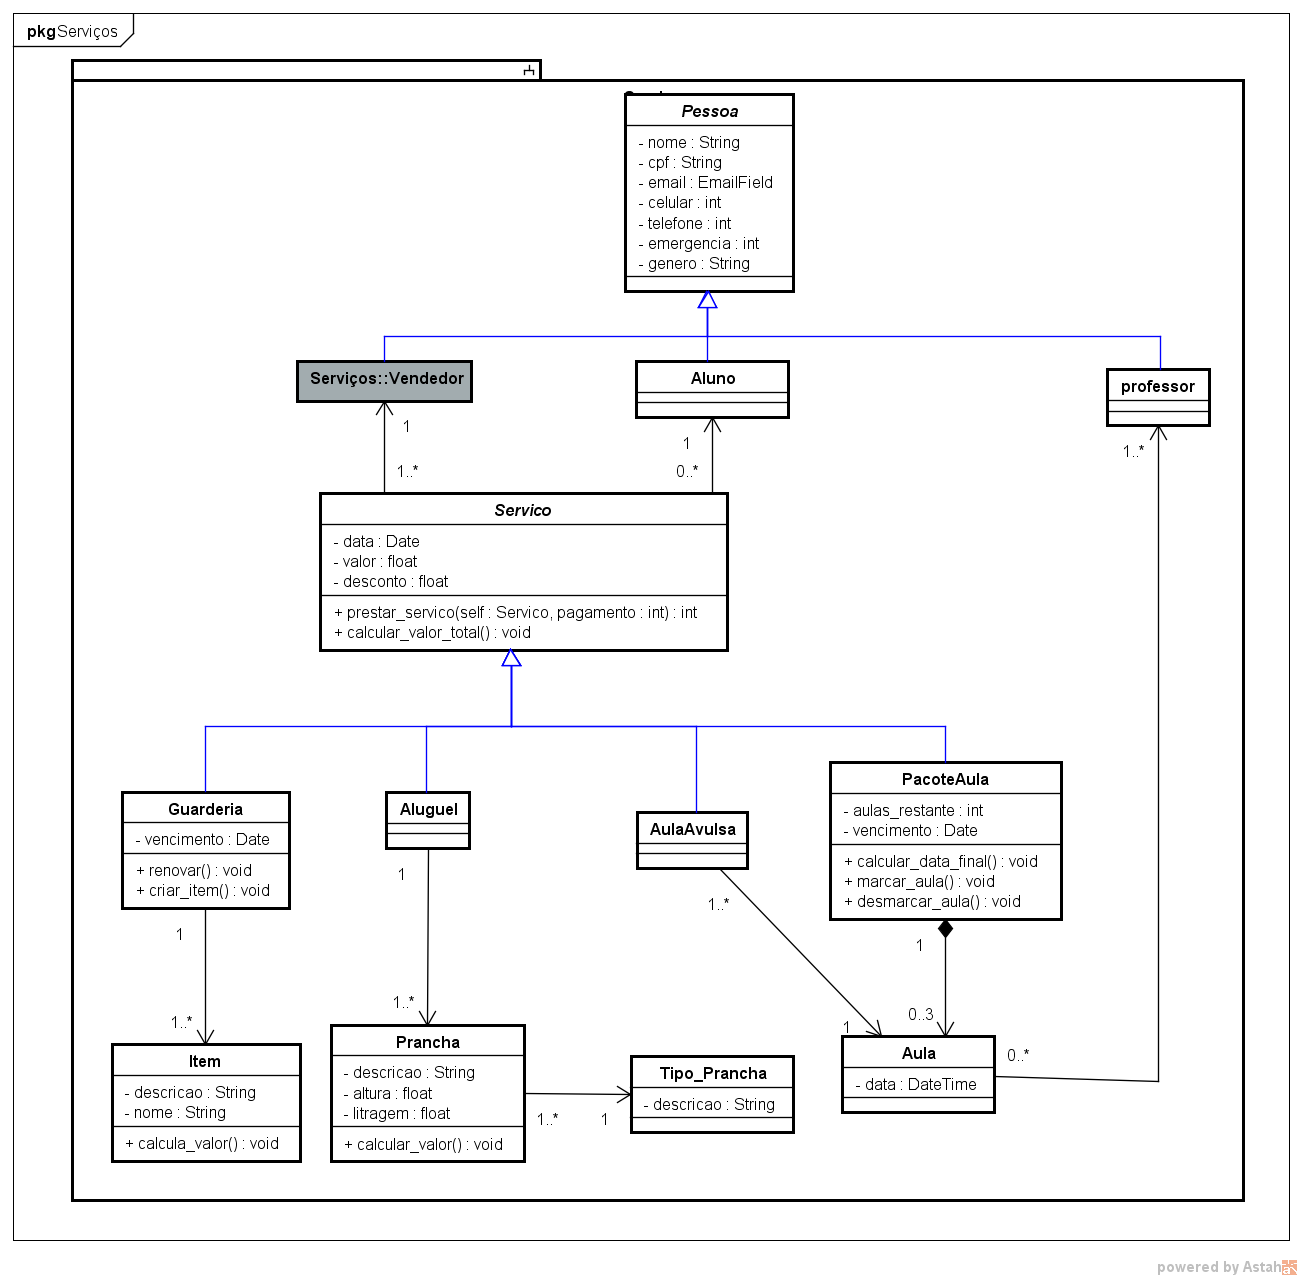 pkg Serviços
Pessoa
- nome : String
- cpf : String
- email : EmailField
- celular : int
- telefone : int
- emergencia : int
- genero : String
Serviços::Vendedor
Aluno
professor
1
1..*
1
0..*
1..*
Servico
- data : Date
- valor : float
- desconto : float
+ prestar_servico(self : Servico, pagamento : int) : int
+ calcular_valor_total() : void
Guarderia
- vencimento : Date
+ renovar() : void
+ criar_item() : void
Aluguel
AulaAvulsa
PacoteAula
- aulas_restante : int
- vencimento : Date
+ calcular_data_final() : void
+ marcar_aula() : void
+ desmarcar_aula() : void
1
1..*
1
1..*
1..*
1
1
0..3
Item
- descricao : String
- nome : String
+ calcula_valor() : void
Prancha
- descricao : String
- altura : float
- litragem : float
+ calcular_valor() : void
1..*
1
Tipo_Prancha
- descricao : String
Aula
- data : DateTime
0..*
powered by Astah